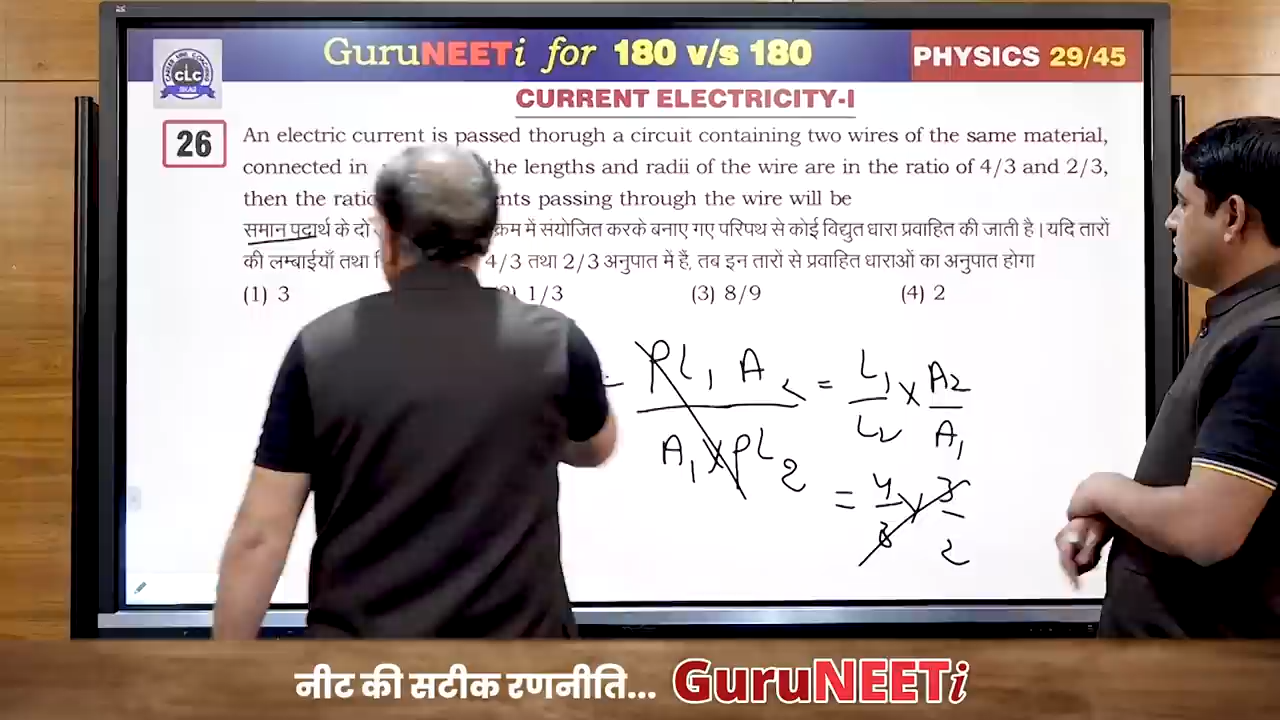 GuruNEETi for 180 v/s 180
PHYSICS 29/45
CLC
SIKAR
CURRENT ELECTRICITY-I
26
An electric current is passed thorugh a circuit containing two wires of the same material,
connected in the lengths and radii of the wire are in the ratio of 4/3 and 2/3,
then the passing through the wire will be
समान पदार्थ के दो में संयोजित करके बनाए गए परिपथ से कोई विद्युत धारा प्रवाहित की जाती है। यदि तारों
की लम्बाईयाँ तथा 4/3 तथा 2/3 अनुपात में हैं, तब इन तारों से प्रवाहित धाराओं का अनुपात होगा
(1) 3
1/3
(3) 8/9
(4) 2
ρL1 A2 = L1/L2 × A2/A1
A1 × ρL2
= 4/3 × 3/2
नीट की सटीक रणनीति... GuruNEETi